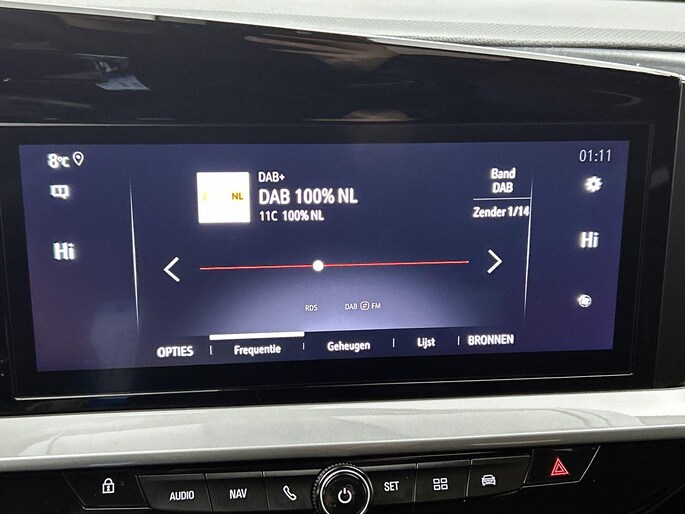 8°C
01:11
DAB+
DAB 100% NL
11C 100% NL
NL
Band
DAB
Zender 1/14
Hi
Hi
RDS
DAB FM
OPTIES
Frequentie
Geheugen
Lijst
BRONNEN
AUDIO
NAV
SET